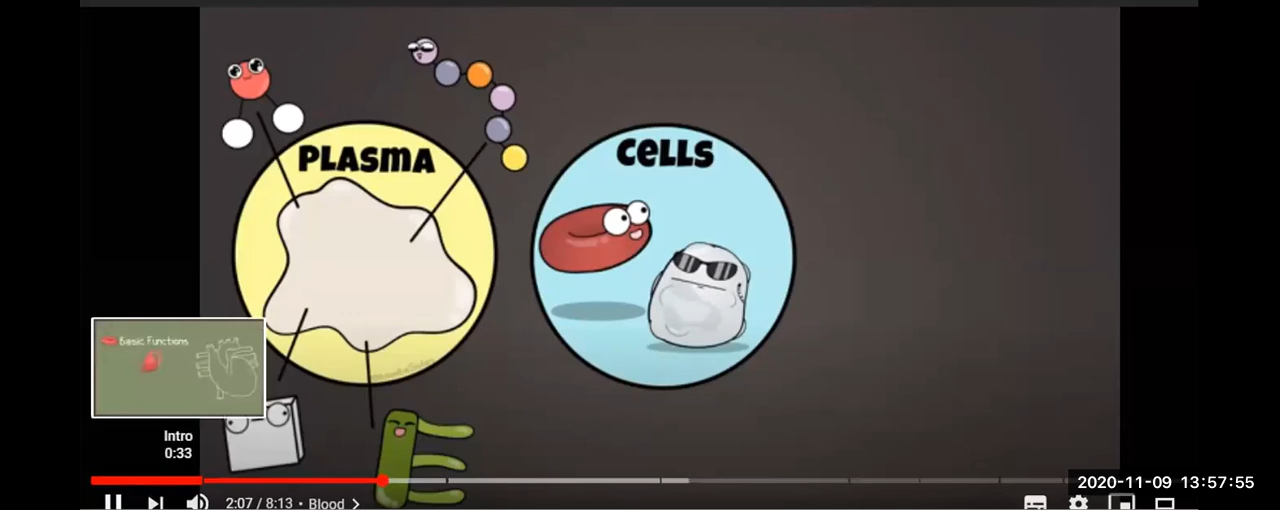 PLASMA
CELLS
Basic Functions
Intro
0:33
2:07 / 8:13 • Blood
2020-11-09 13:57:55